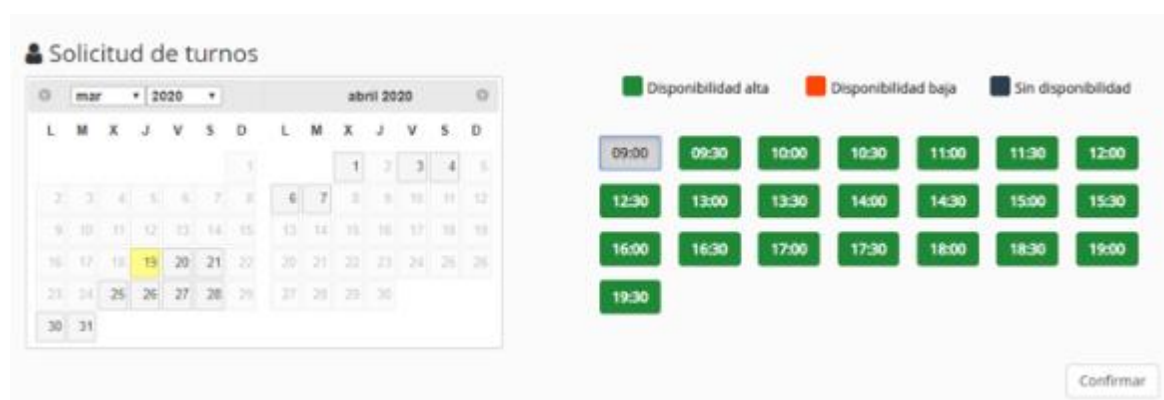 Solicitud de turnos
mar 2020 abril 2020
L M X J V S D L M X J V S D
1 1 2 3 4 5
2 3 4 5 6 7 8 6 7 8 9 10 11 12
9 10 11 12 13 14 15 13 14 15 16 17 18 19
16 17 18 19 20 21 22 20 21 22 23 24 25 26
23 24 25 26 27 28 29 27 28 29 30
30 31
Disponibilidad alta Disponibilidad baja Sin disponibilidad
09:00 09:30 10:00 10:30 11:00 11:30 12:00
12:30 13:00 13:30 14:00 14:30 15:00 15:30
16:00 16:30 17:00 17:30 18:00 18:30 19:00
19:30
Confirmar